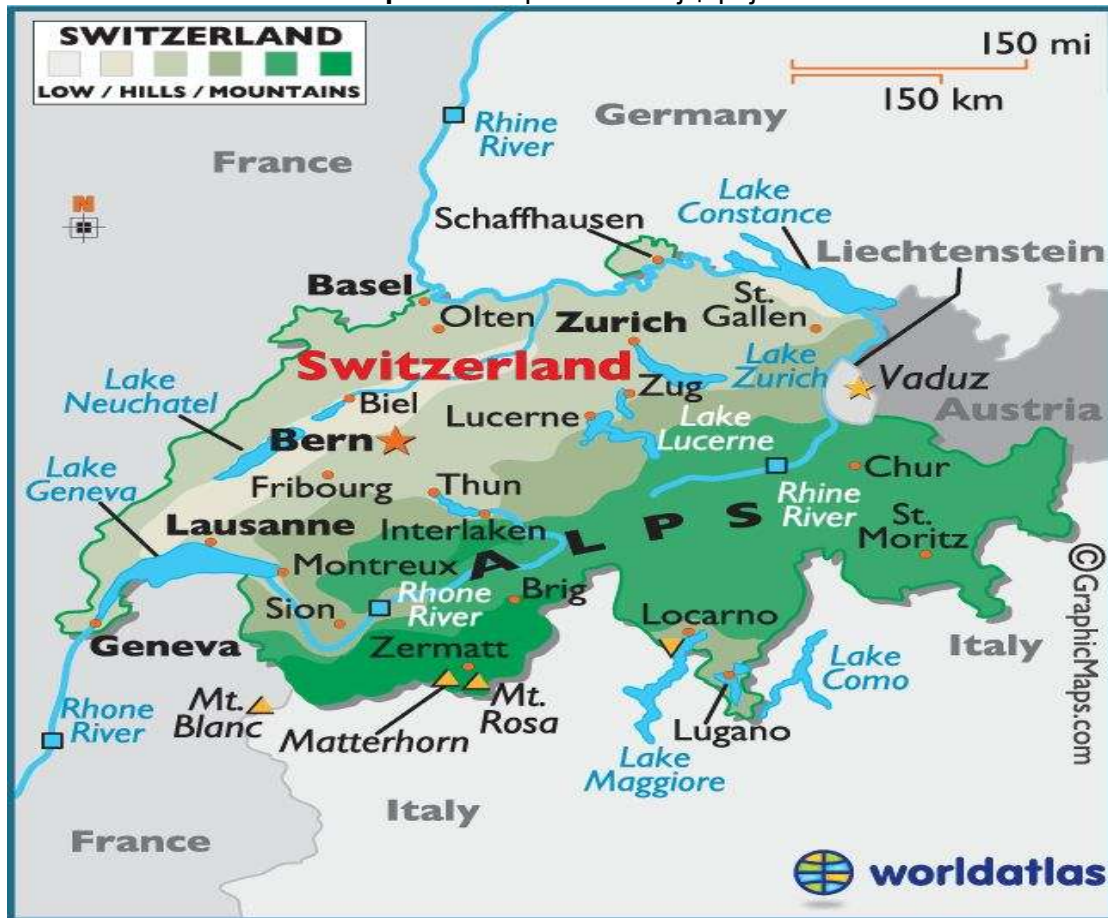 SWITZERLAND
LOW / HILLS / MOUNTAINS
150 mi
150 km
Germany
Rhine
River
France
N
Lake
Constance
Schaffhausen
Liechtenstein
Basel
Olten
Zurich
St.
Gallen
Switzerland
Lake
Zurich
Vaduz
Lake
Neuchatel
Biel
Zug
Austria
Lucerne
Lake
Lucerne
Bern
Lake
Geneva
Fribourg
Thun
Chur
Rhine
River
Lausanne
Interlaken
ALPS
St.
Moritz
Montreux
Rhone
River
Brig
Sion
Locarno
Geneva
Zermatt
Italy
Lake
Como
Mt.
Blanc
Mt.
Rosa
Rhone
River
Matterhorn
Lugano
Lake
Maggiore
Italy
France
©GraphicMaps.com
worldatlas